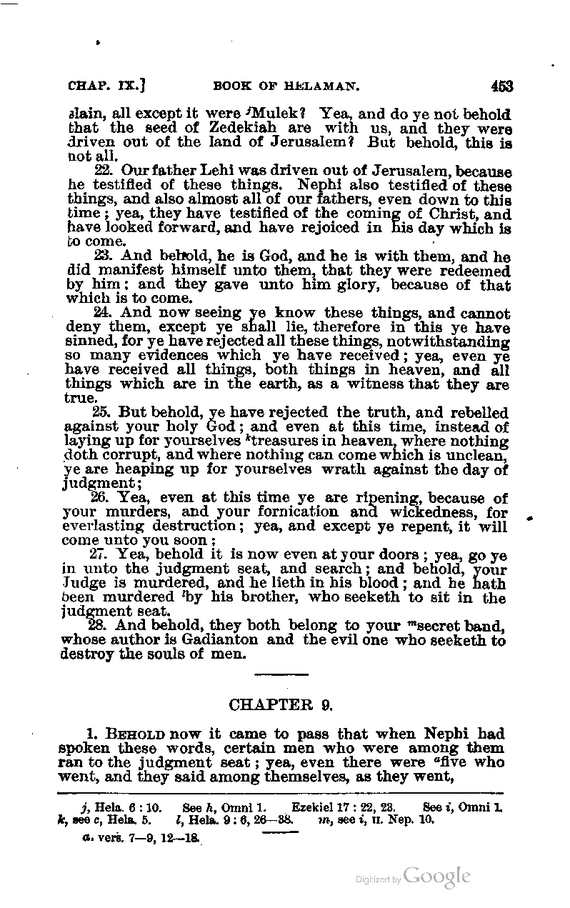 CHAP. IX.] BOOK OF HELAMAN. 453
slain, all except it were ʲMulek? Yea, and do ye not behold
that the seed of Zedekiah are with us, and they were
driven out of the land of Jerusalem? But behold, this is
not all.
22. Our father Lehi was driven out of Jerusalem, because
he testified of these things. Nephi also testified of these
things, and also almost all of our fathers, even down to this
time; yea, they have testified of the coming of Christ, and
have looked forward, and have rejoiced in his day which is
to come.
23. And behold, he is God, and he is with them, and he
did manifest himself unto them, that they were redeemed
by him; and they gave unto him glory, because of that
which is to come.
24. And now seeing ye know these things, and cannot
deny them, except ye shall lie, therefore in this ye have
sinned, for ye have rejected all these things, notwithstanding
so many evidences which ye have received; yea, even ye
have received all things, both things in heaven, and all
things which are in the earth, as a witness that they are
true.
25. But behold, ye have rejected the truth, and rebelled
against your holy God; and even at this time, instead of
laying up for yourselves ᵏtreasures in heaven, where nothing
doth corrupt, and where nothing can come which is unclean,
ye are heaping up for yourselves wrath against the day of
judgment;
26. Yea, even at this time ye are ripening, because of
your murders, and your fornication and wickedness, for
everlasting destruction; yea, and except ye repent, it will
come unto you soon;
27. Yea, behold it is now even at your doors; yea, go ye
in unto the judgment seat, and search; and behold, your
Judge is murdered, and he lieth in his blood; and he hath
been murdered ˡby his brother, who seeketh to sit in the
judgment seat.
28. And behold, they both belong to your ᵐsecret band,
whose author is Gadianton and the evil one who seeketh to
destroy the souls of men.
CHAPTER 9.
1. BEHOLD now it came to pass that when Nephi had
spoken these words, certain men who were among them
ran to the judgment seat; yea, even there were ᵃfive who
went, and they said among themselves, as they went,
j, Hela. 6:10. See h, Omni 1. Ezekiel 17:22, 23. See i, Omni 1.
k, see c, Hela. 5. l, Hela. 9:6, 26—38. m, see i, II. Nep. 10.
a. vers. 7—9, 12—18.
Digitized by Google